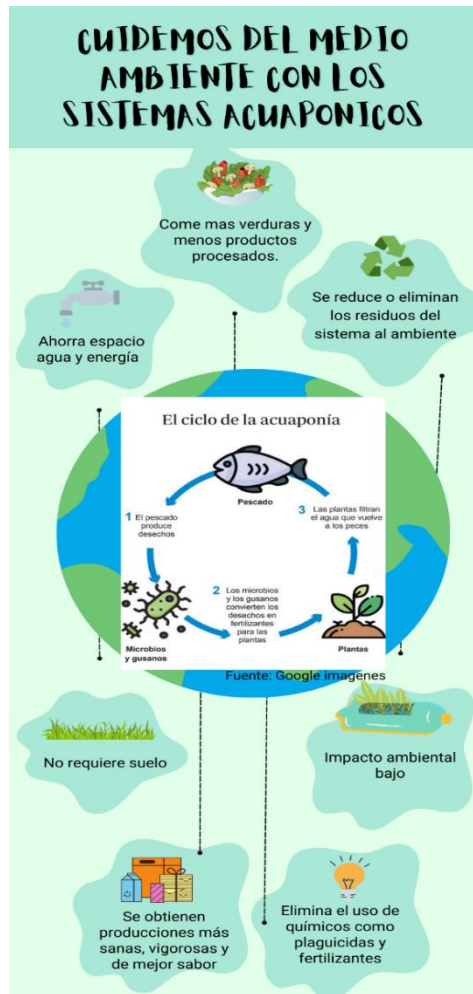 CUIDEMOS DEL MEDIO
AMBIENTE CON LOS
SISTEMAS ACUAPONICOS
Come mas verduras y
menos productos
procesados.
Se reduce o eliminan
los residuos del
sistema al ambiente
Ahorra espacio
agua y energía
El ciclo de la acuaponía
Pescado
1 El pescado
produce
desechos
3 Las plantas filtran
el agua que vuelve
a los peces
2 Los microbios
y los gusanos
convierten los
desechos en
fertilizantes
para las
plantas
Microbios
y gusanos
Plantas
Fuente: Google imagenes
No requiere suelo
Impacto ambiental
bajo
Se obtienen
producciones más
sanas, vigorosas y
de mejor sabor
Elimina el uso de
químicos como
plaguicidas y
fertilizantes